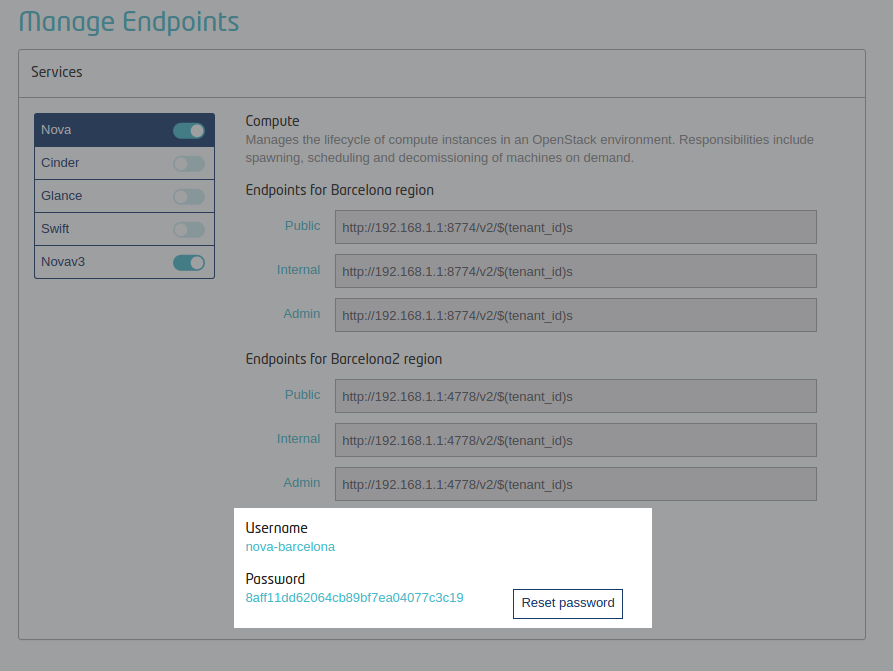 Manage Endpoints
Services
Nova
Cinder
Glance
Swift
Novav3
Compute
Manages the lifecycle of compute instances in an OpenStack environment. Responsibilities include
spawning, scheduling and decomissioning of machines on demand.
Endpoints for Barcelona region
Public http://192.168.1.1:8774/v2/$(tenant_id)s
Internal http://192.168.1.1:8774/v2/$(tenant_id)s
Admin http://192.168.1.1:8774/v2/$(tenant_id)s
Endpoints for Barcelona2 region
Public http://192.168.1.1:4778/v2/$(tenant_id)s
Internal http://192.168.1.1:4778/v2/$(tenant_id)s
Admin http://192.168.1.1:4778/v2/$(tenant_id)s
Username
nova-barcelona
Password
8aff11dd62064cb89bf7ea04077c3c19
Reset password